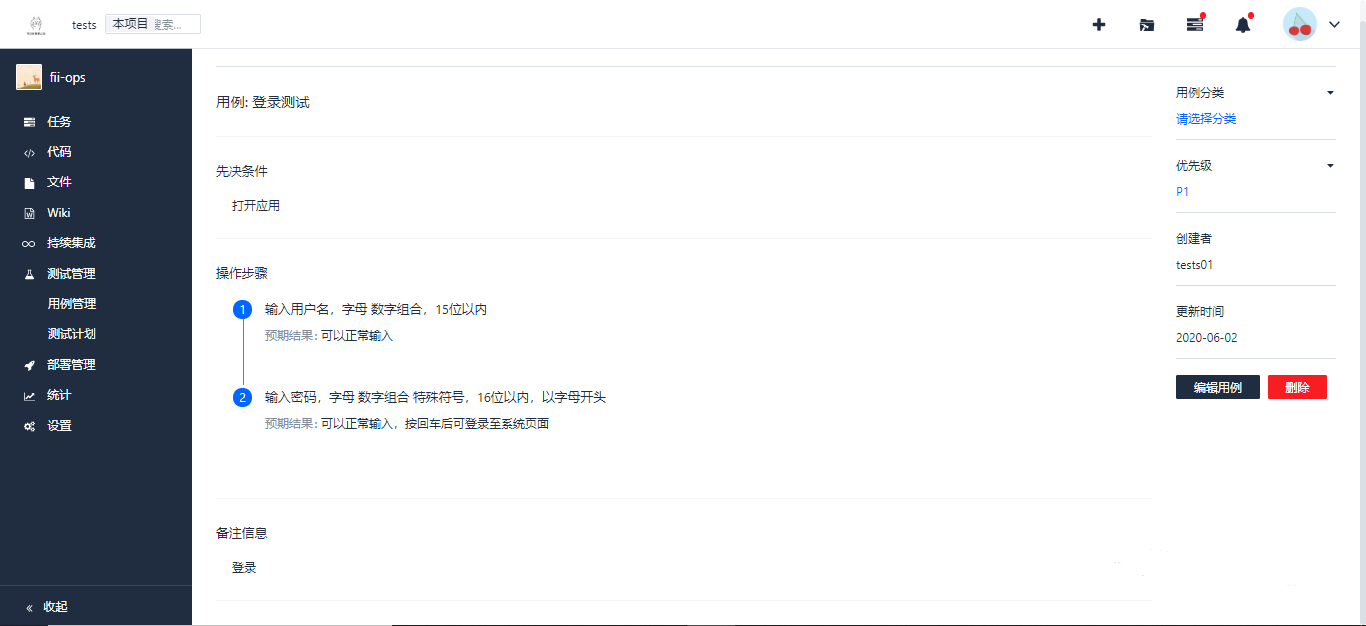 tests 本项目 搜索...
fii-ops
任务
代码
文件
Wiki
持续集成
测试管理
用例管理
测试计划
部署管理
统计
设置
« 收起
用例: 登录测试
先决条件
打开应用
操作步骤
1 输入用户名，字母 数字组合，15位以内
预期结果: 可以正常输入
2 输入密码，字母 数字组合 特殊符号，16位以内，以字母开头
预期结果: 可以正常输入，按回车后可登录至系统页面
备注信息
登录
用例分类
请选择分类
优先级
P1
创建者
tests01
更新时间
2020-06-02
编辑用例 删除